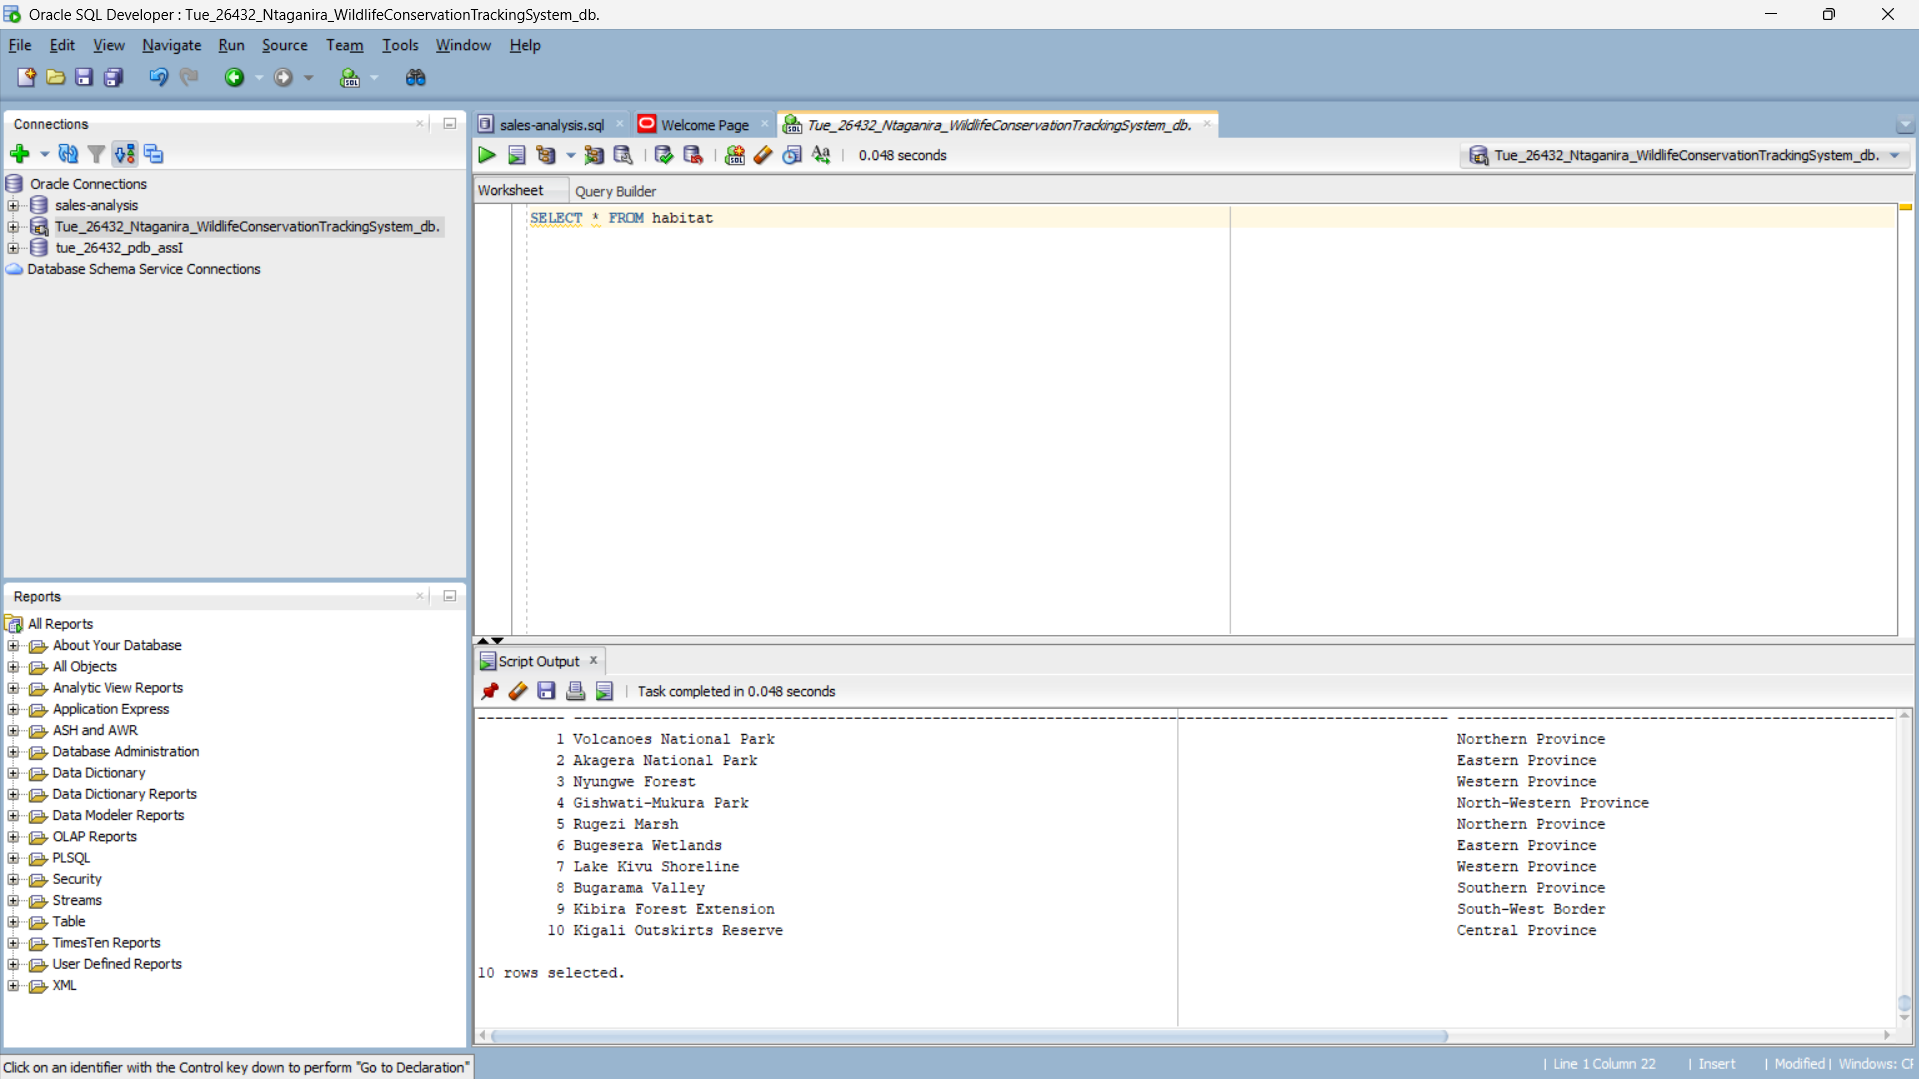 Oracle SQL Developer : Tue_26432_Ntaganira_WildlifeConservationTrackingSystem_db.
File Edit View Navigate Run Source Team Tools Window Help
Connections
Oracle Connections
sales-analysis
Tue_26432_Ntaganira_WildlifeConservationTrackingSystem_db.
tue_26432_pdb_assI
Database Schema Service Connections
Reports
All Reports
About Your Database
All Objects
Analytic View Reports
Application Express
ASH and AWR
Database Administration
Data Dictionary
Data Dictionary Reports
Data Modeler Reports
OLAP Reports
PLSQL
Security
Streams
Table
TimesTen Reports
User Defined Reports
XML
sales-analysis.sql Welcome Page Tue_26432_Ntaganira_WildlifeConservationTrackingSystem_db.
0.048 seconds Tue_26432_Ntaganira_WildlifeConservationTrackingSystem_db.
Worksheet Query Builder
SELECT * FROM habitat
Script Output
Task completed in 0.048 seconds
1 Volcanoes National Park Northern Province
2 Akagera National Park Eastern Province
3 Nyungwe Forest Western Province
4 Gishwati-Mukura Park North-Western Province
5 Rugezi Marsh Northern Province
6 Bugesera Wetlands Eastern Province
7 Lake Kivu Shoreline Western Province
8 Bugarama Valley Southern Province
9 Kibira Forest Extension South-West Border
10 Kigali Outskirts Reserve Central Province
10 rows selected.
Click on an identifier with the Control key down to perform "Go to Declaration"
| Line 1 Column 22 | Insert | Modified | Windows: